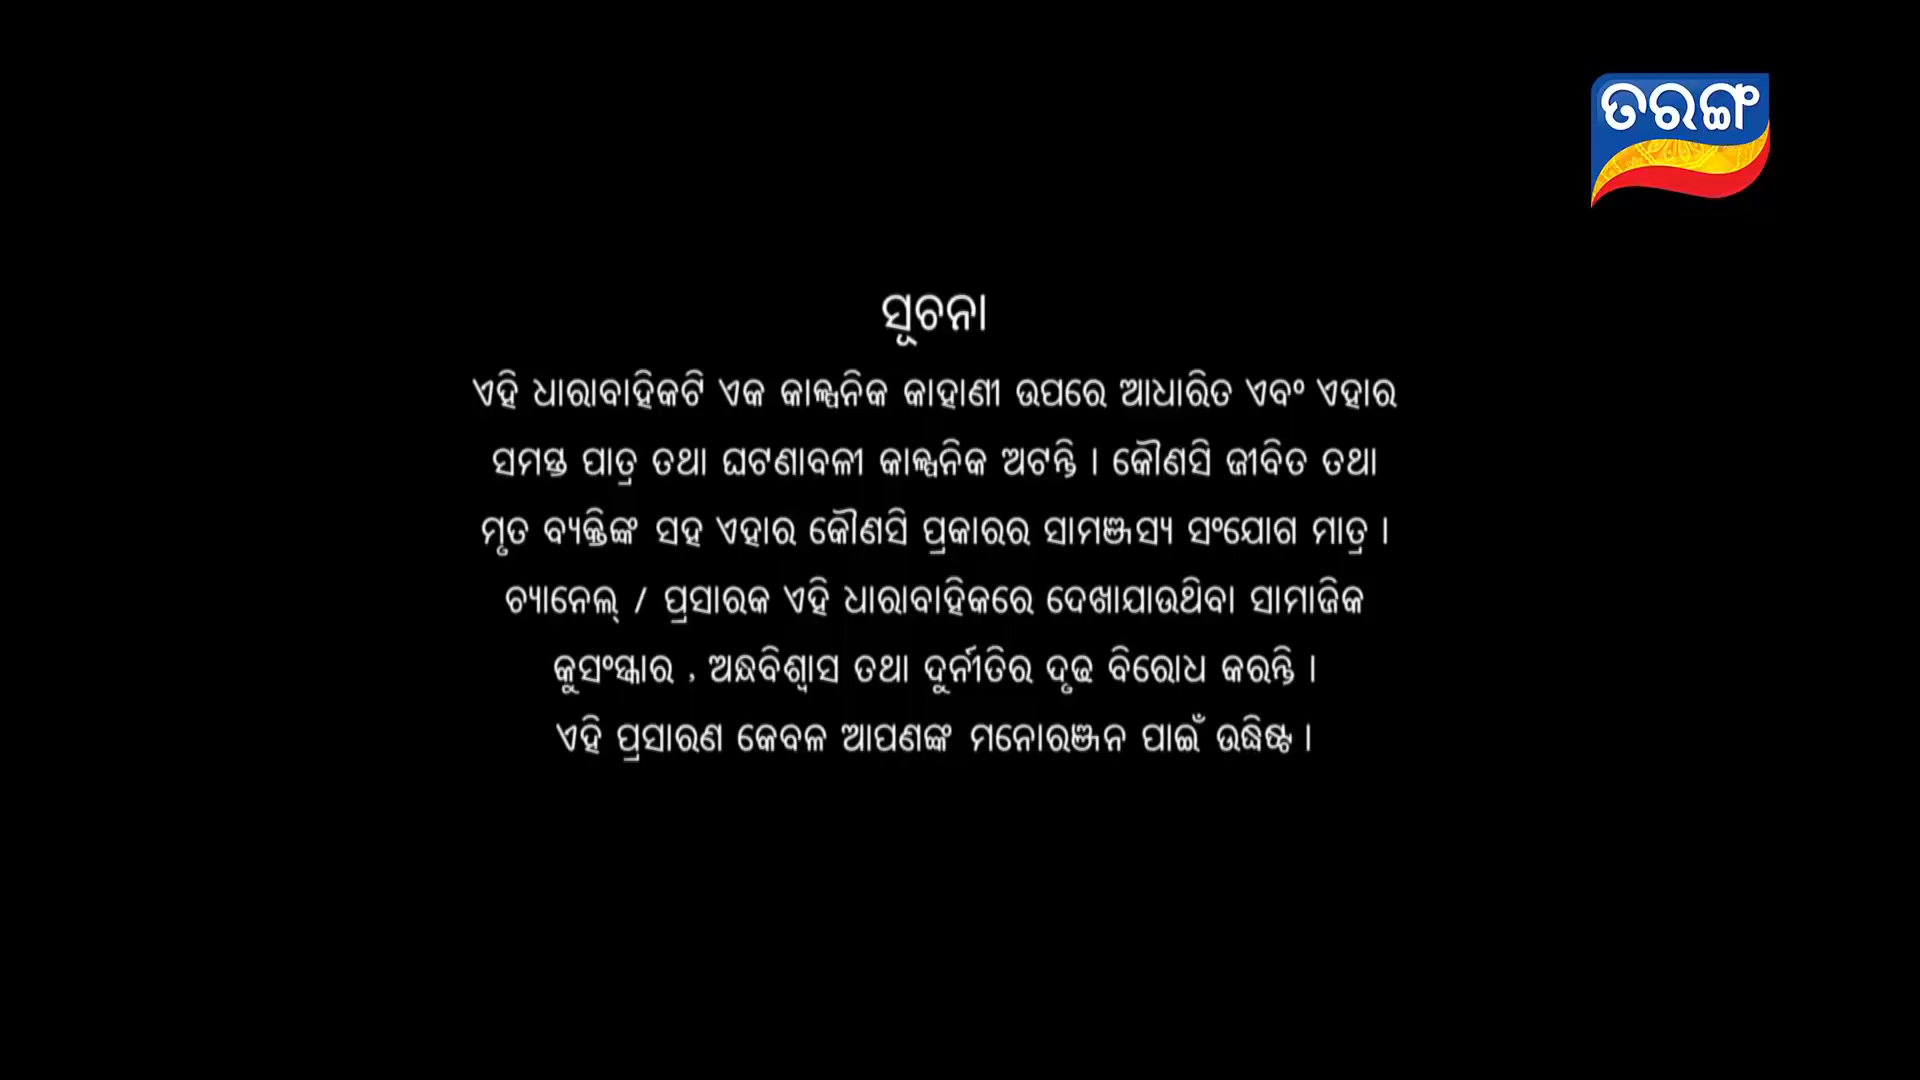 ତରଙ୍ଗ
ସୂଚନା
ଏହି ଧାରାବାହିକଟି ଏକ କାଳ୍ପନିକ କାହାଣୀ ଉପରେ ଆଧାରିତ ଏବଂ ଏହାର
ସମସ୍ତ ପାତ୍ର ତଥା ଘଟଣାବଳୀ କାଳ୍ପନିକ ଅଟନ୍ତି । କୌଣସି ଜୀବିତ ତଥା
ମୃତ ବ୍ୟକ୍ତିଙ୍କ ସହ ଏହାର କୌଣସି ପ୍ରକାରର ସାମଞ୍ଜସ୍ୟ ସଂଯୋଗ ମାତ୍ର ।
ଚ୍ୟାନେଲ୍ / ପ୍ରସାରକ ଏହି ଧାରାବାହିକରେ ଦେଖାଯାଉଥିବା ସାମାଜିକ
କୁସଂସ୍କାର , ଅନ୍ଧବିଶ୍ୱାସ ତଥା ଦୁର୍ନୀତିର ଦୃଢ ବିରୋଧ କରନ୍ତି ।
ଏହି ପ୍ରସାରଣ କେବଳ ଆପଣଙ୍କ ମନୋରଞ୍ଜନ ପାଇଁ ଉଦ୍ଧିଷ୍ଟ ।